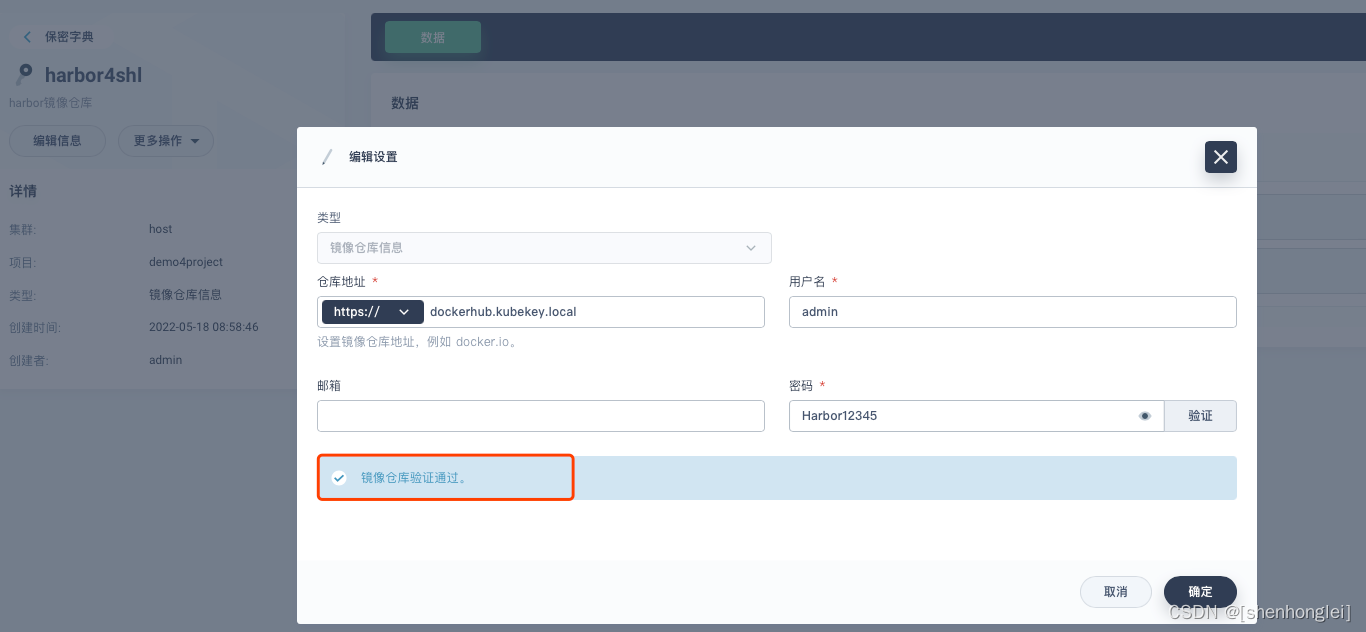 保密字典
harbor4shl
harbor镜像仓库
编辑信息
更多操作
详情
集群:
host
项目:
demo4project
类型:
镜像仓库信息
创建时间:
2022-05-18 08:58:46
创建者:
admin
数据
数据
编辑设置
类型
镜像仓库信息
仓库地址 *
https://
dockerhub.kubekey.local
设置镜像仓库地址，例如 docker.io。
用户名 *
admin
邮箱
密码 *
Harbor12345
验证
镜像仓库验证通过。
取消
确定
CSDN @[shenhonglei]